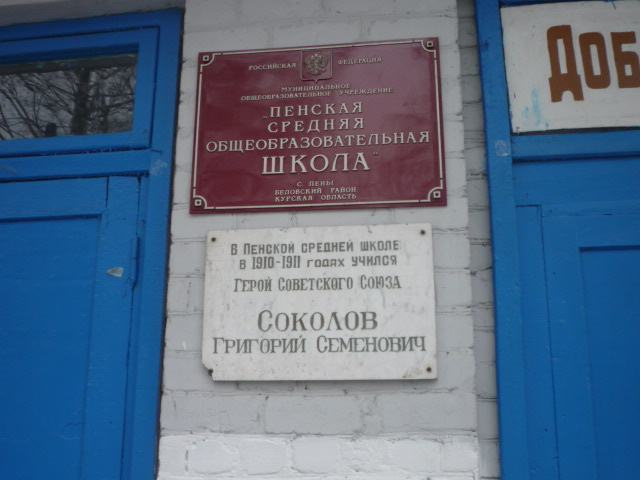 РОССИЙСКАЯ ФЕДЕРАЦИЯ
МУНИЦИПАЛЬНОЕ
ОБЩЕОБРАЗОВАТЕЛЬНОЕ УЧРЕЖДЕНИЕ
"ПЕНСКАЯ
СРЕДНЯЯ
ОБЩЕОБРАЗОВАТЕЛЬНАЯ
ШКОЛА"
С. ПЕНЫ
БЕЛОВСКИЙ РАЙОН
КУРСКАЯ ОБЛАСТЬ
В ПЕНСКОЙ СРЕДНЕЙ ШКОЛЕ
В 1910-1911 ГОДАХ УЧИЛСЯ
ГЕРОЙ СОВЕТСКОГО СОЮЗА
СОКОЛОВ
ГРИГОРИЙ СЕМЕНОВИЧ
ДОБ